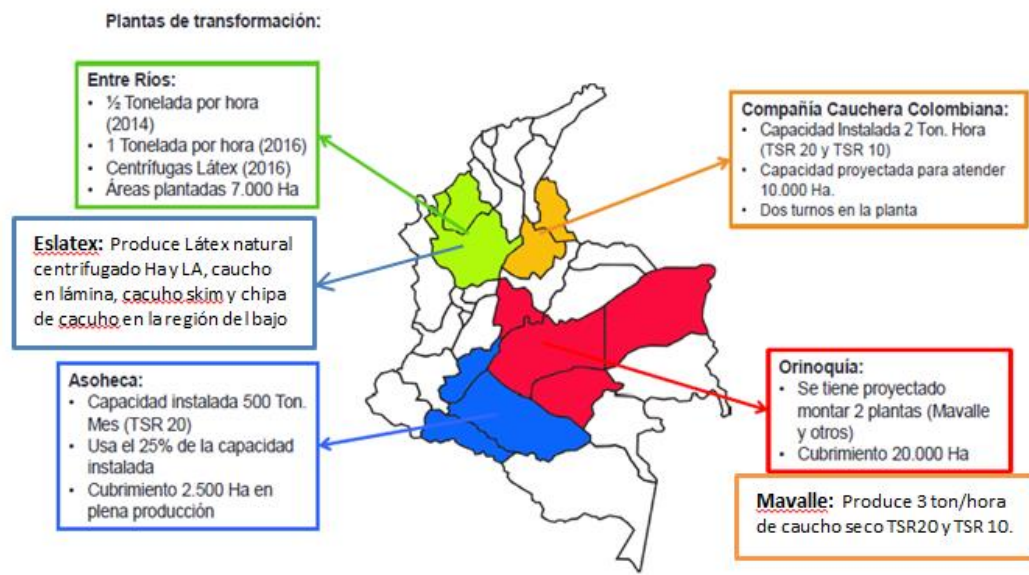 Plantas de transformación:
Entre Ríos:
• ½ Tonelada por hora
(2014)
• 1 Tonelada por hora (2016)
• Centrífugas Látex (2016)
• Áreas plantadas 7.000 Ha
Eslatex: Produce Látex natural
centrifugado Ha y LA, caucho
en lámina, cacuho skim y chipa
de cacuho en la región del bajo
Asoheca:
• Capacidad instalada 500 Ton.
Mes (TSR 20)
• Usa el 25% de la capacidad
instalada
• Cubrimiento 2.500 Ha en
plena producción
Compañía Cauchera Colombiana:
• Capacidad Instalada 2 Ton. Hora
(TSR 20 y TSR 10)
• Capacidad proyectada para atender
10.000 Ha.
• Dos turnos en la planta
Orinoquía:
• Se tiene proyectado
montar 2 plantas (Mavalle
y otros)
• Cubrimiento 20.000 Ha
Mavalle: Produce 3 ton/hora
de caucho seco TSR20 y TSR 10.